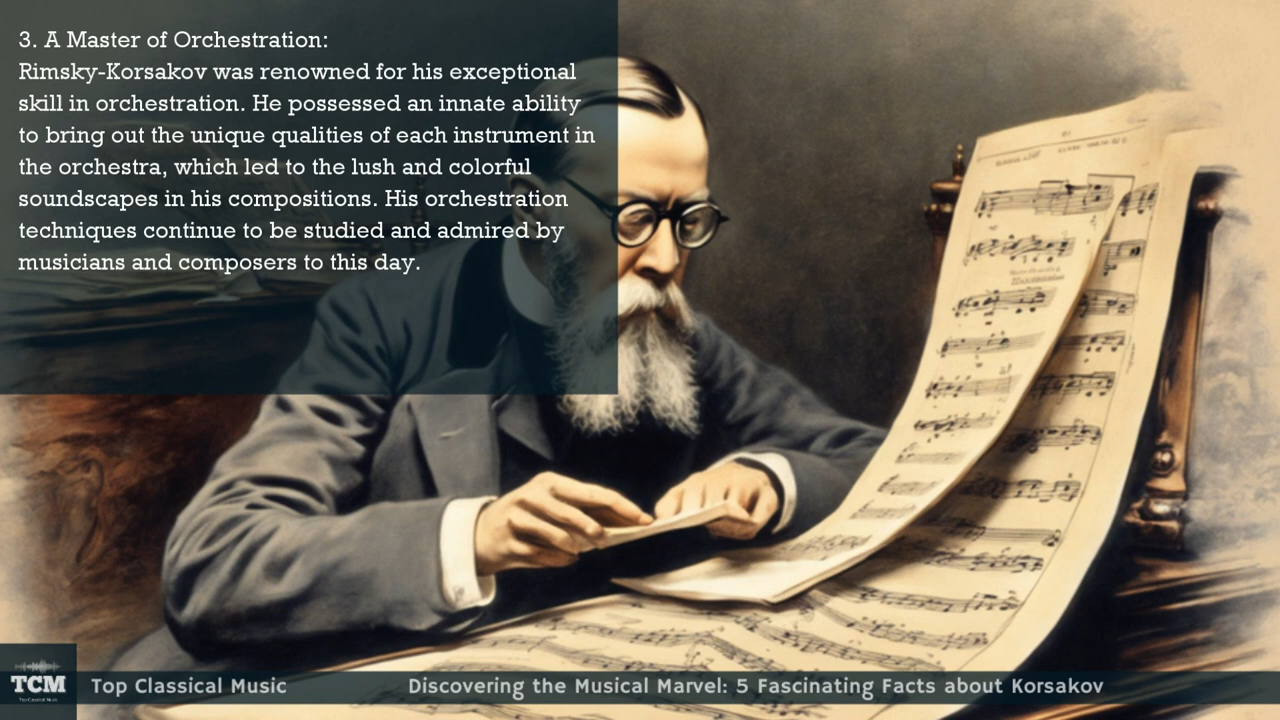 3. A Master of Orchestration:
Rimsky-Korsakov was renowned for his exceptional
skill in orchestration. He possessed an innate ability
to bring out the unique qualities of each instrument in
the orchestra, which led to the lush and colorful
soundscapes in his compositions. His orchestration
techniques continue to be studied and admired by
musicians and composers to this day.
TCM
Top Classical Music
Top Classical Music
Discovering the Musical Marvel: 5 Fascinating Facts about Korsakov